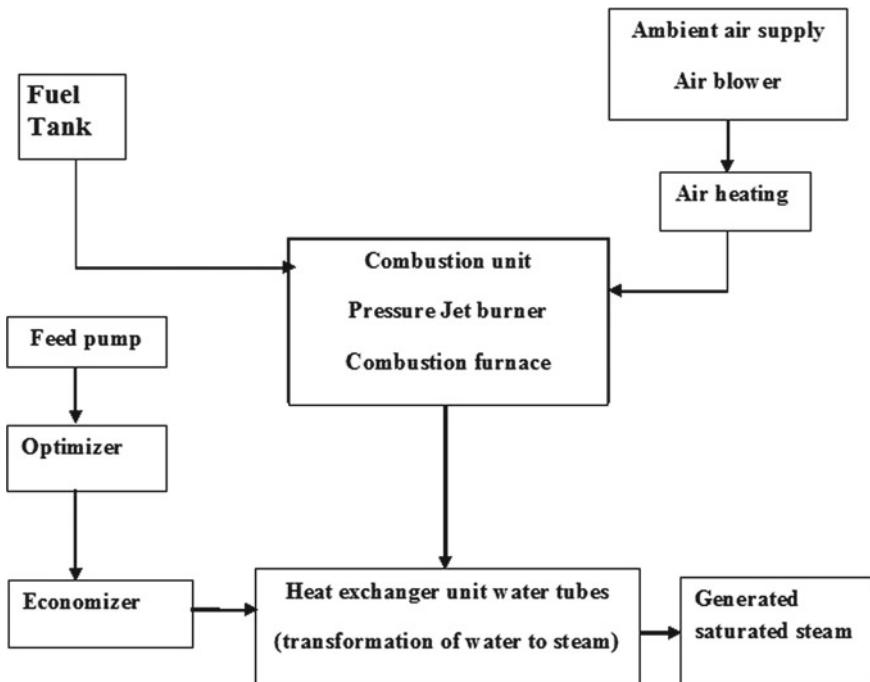 Ambient air supply
Air blower
Fuel
Tank
Air heating
Combustion unit
Pressure Jet burner
Combustion furnace
Feed pump
Optimizer
Economizer
Heat exchanger unit water tubes
(transformation of water to steam)
Generated
saturated steam